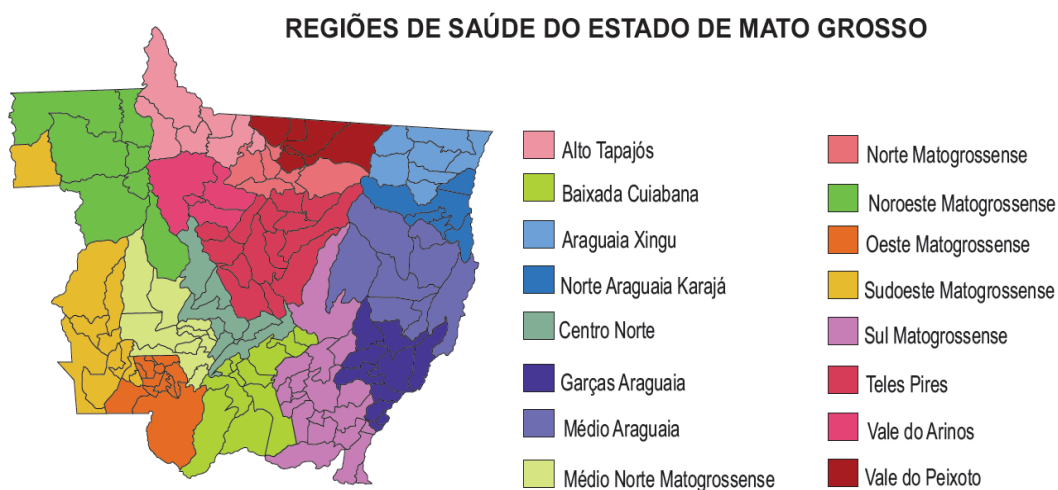 REGIÕES DE SAÚDE DO ESTADO DE MATO GROSSO
Alto Tapajós
Baixada Cuiabana
Araguaia Xingu
Norte Araguaia Karajá
Centro Norte
Garças Araguaia
Médio Araguaia
Médio Norte Matogrossense
Norte Matogrossense
Noroeste Matogrossense
Oeste Matogrossense
Sudoeste Matogrossense
Sul Matogrossense
Teles Pires
Vale do Arinos
Vale do Peixoto